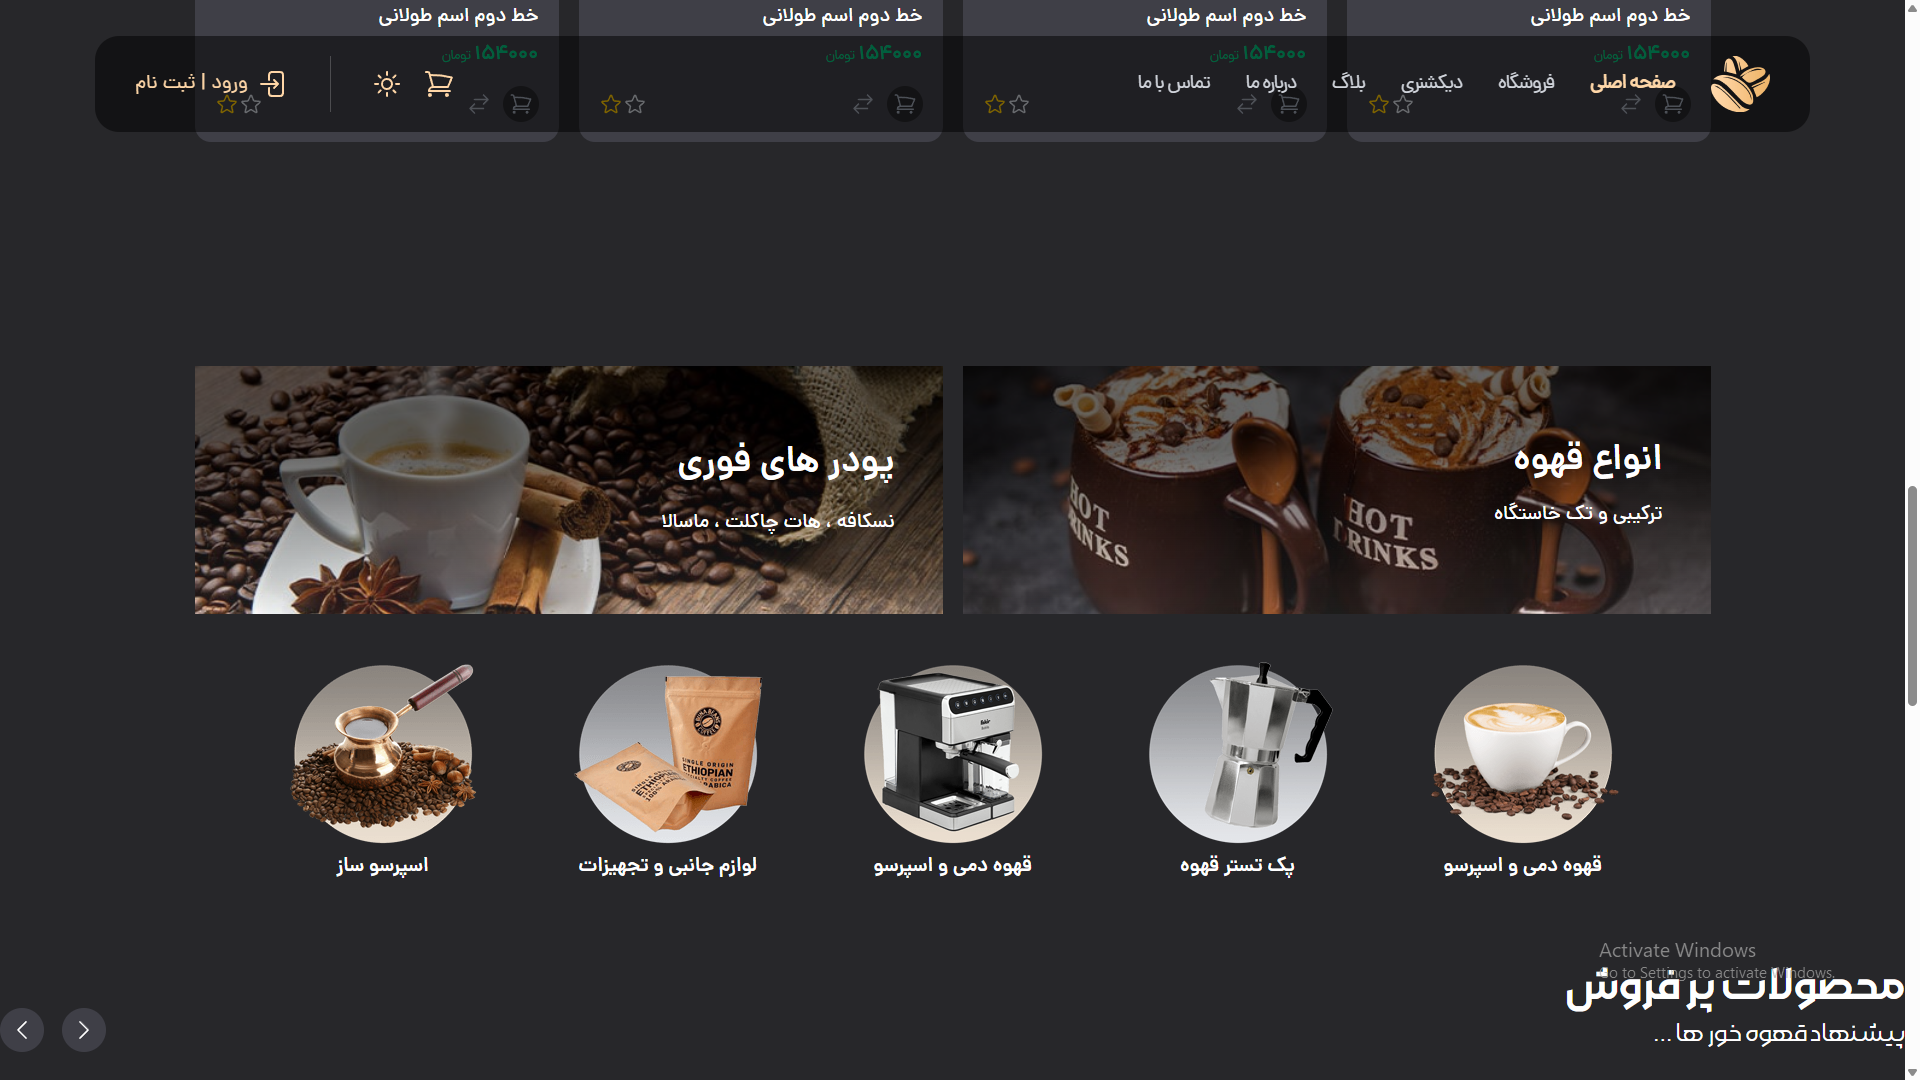 خط دوم اسم طولانی
خط دوم اسم طولانی
خط دوم اسم طولانی
خط دوم اسم طولانی
۱۵۴۰۰۰ تومان
۱۵۴۰۰۰ تومان
۱۵۴۰۰۰ تومان
۱۵۴۰۰۰ تومان
صفحه اصلی
فروشگاه
دیکشنری
بلاگ
درباره ما
تماس با ما
ورود | ثبت نام
انواع قهوه
ترکیبی و تک خاستگاه
HOT
DRINKS
HOT
DRINKS
پودر های فوری
نسکافه ، هات چاکلت ، ماسالا
SINGLE ORIGIN
ETHIOPIAN
قهوه دمی و اسپرسو
پک تستر قهوه
قهوه دمی و اسپرسو
لوازم جانبی و تجهیزات
اسپرسو ساز
Activate Windows
Go to Settings to activate Windows.
محصولات پر فروش
پیشنهاد قهوه خور ها ...